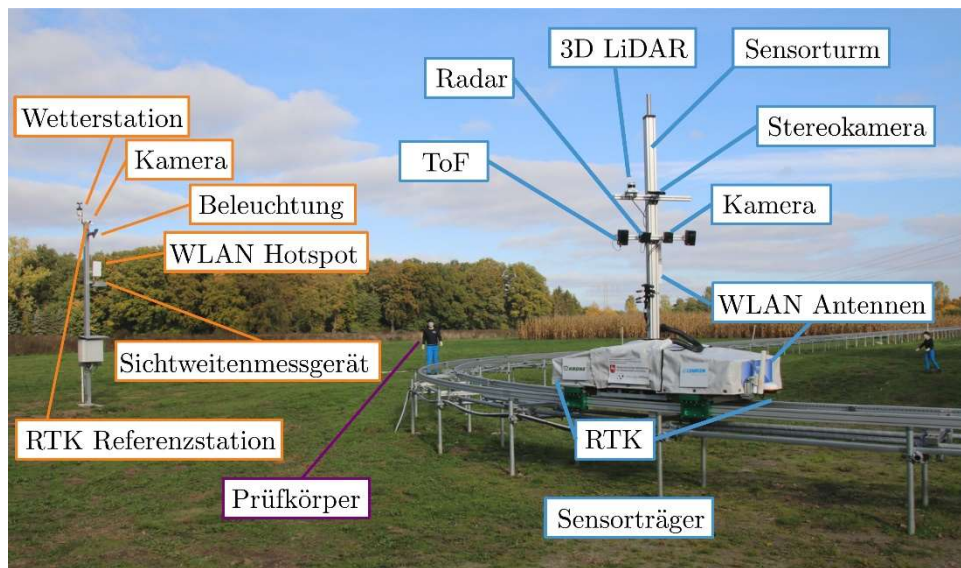 3D LiDAR
Sensorturm
Radar
Stereokamera
Wetterstation
Kamera
ToF
Kamera
Beleuchtung
WLAN Hotspot
WLAN Antennen
Sichtweitenmessgerät
RTK Referenzstation
RTK
Prüfkörper
Sensorträger
KRONE